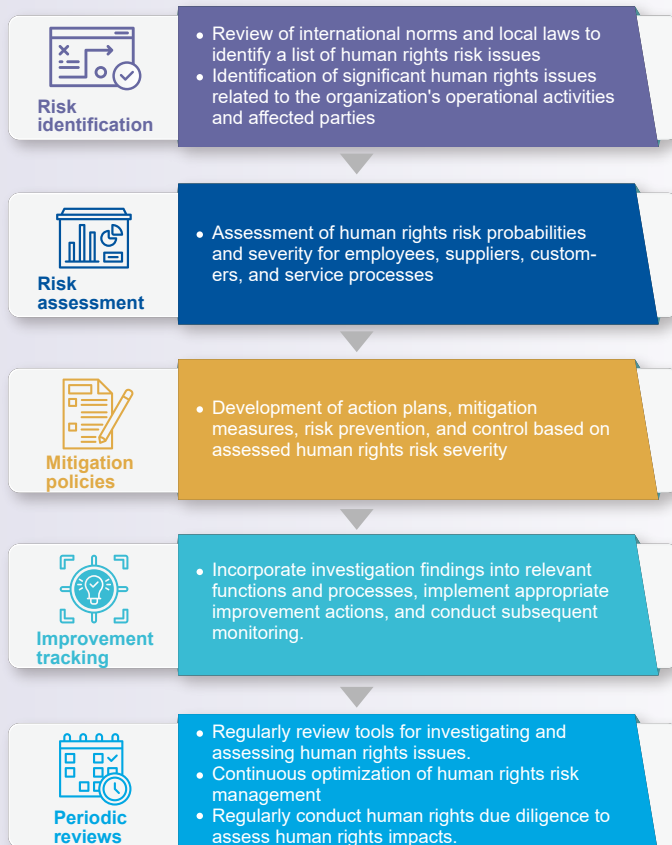 Risk
identification
• Review of international norms and local laws to
identify a list of human rights risk issues
• Identification of significant human rights issues
related to the organization's operational activities
and affected parties
Risk
assessment
• Assessment of human rights risk probabilities
and severity for employees, suppliers, custom-
ers, and service processes
Mitigation
policies
• Development of action plans, mitigation
measures, risk prevention, and control based on
assessed human rights risk severity
Improvement
tracking
• Incorporate investigation findings into relevant
functions and processes, implement appropriate
improvement actions, and conduct subsequent
monitoring.
Periodic
reviews
• Regularly review tools for investigating and
assessing human rights issues.
• Continuous optimization of human rights risk
management
• Regularly conduct human rights due diligence to
assess human rights impacts.